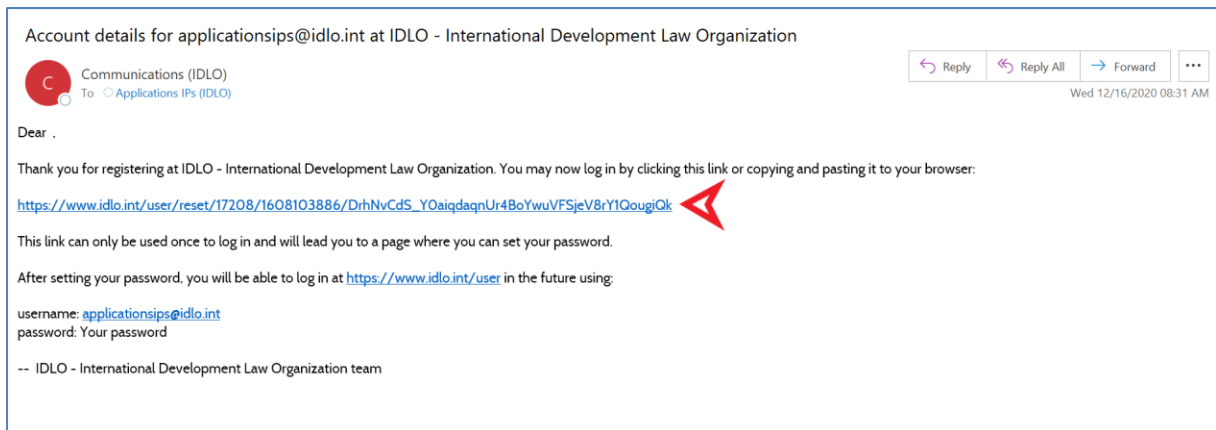 Account details for applicationsips@idlo.int at IDLO - International Development Law Organization
C
Communications (IDLO)
To Applications IPs (IDLO)
Reply
Reply All
Forward
Wed 12/16/2020 08:31 AM
Dear ,
Thank you for registering at IDLO - International Development Law Organization. You may now log in by clicking this link or copying and pasting it to your browser:
https://www.idlo.int/user/reset/17208/1608103886/DrhNvCdS_Y0aiqdaqnUr4BoYwuVFSjeV8rY1QougiQk
This link can only be used once to log in and will lead you to a page where you can set your password.
After setting your password, you will be able to log in at https://www.idlo.int/user in the future using:
username: applicationsips@idlo.int
password: Your password
-- IDLO - International Development Law Organization team